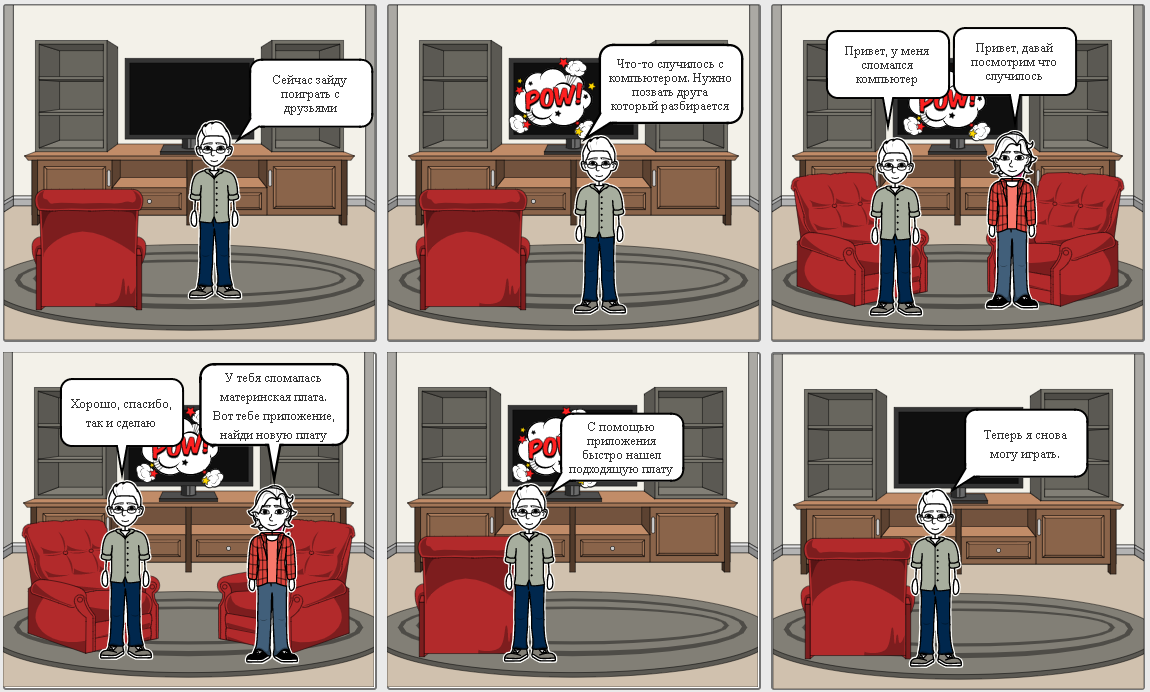 Сейчас зайду
поиграть с
друзьями
POW!
Что-то случилось с
компьютером. Нужно
позвать друга
который разбирается
POW!
Привет, у меня
сломался
компьютер
Привет, давай
посмотрим что
случилось
POW!
Хорошо, спасибо,
так и сделаю
У тебя сломалась
материнская плата.
Вот тебе приложение,
найди новую плату
POW!
С помощью
приложения
быстро нашел
подходящую плату
PO
Теперь я снова
могу играть.